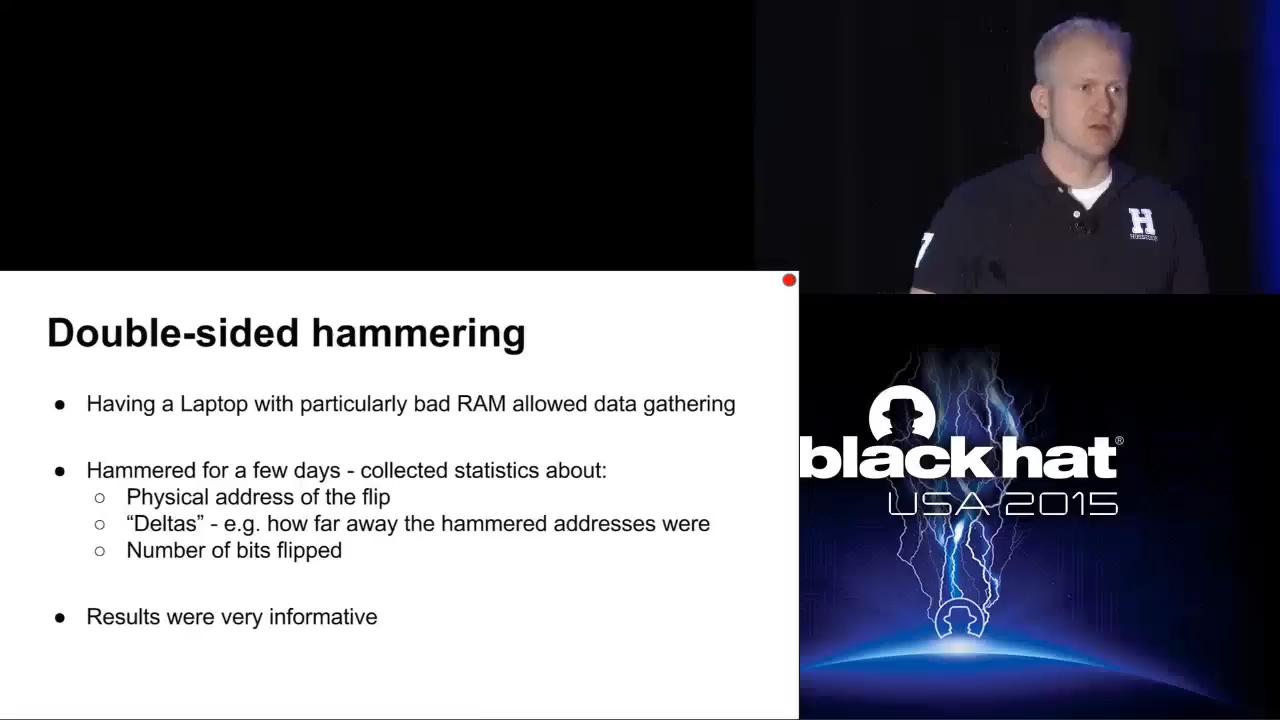 H
7
Double-sided hammering
● Having a Laptop with particularly bad RAM allowed data gathering
● Hammered for a few days - collected statistics about:
○ Physical address of the flip
○ “Deltas” - e.g. how far away the hammered addresses were
○ Number of bits flipped
● Results were very informative
black hat®
USA 2015